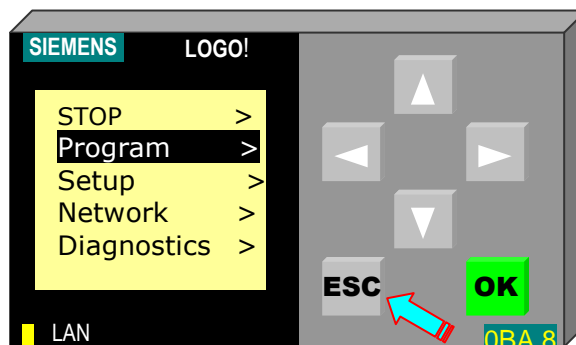 SIEMENS LOGO!
STOP >
Program >
Setup >
Network >
Diagnostics >
ESC OK
LAN
0BA 8